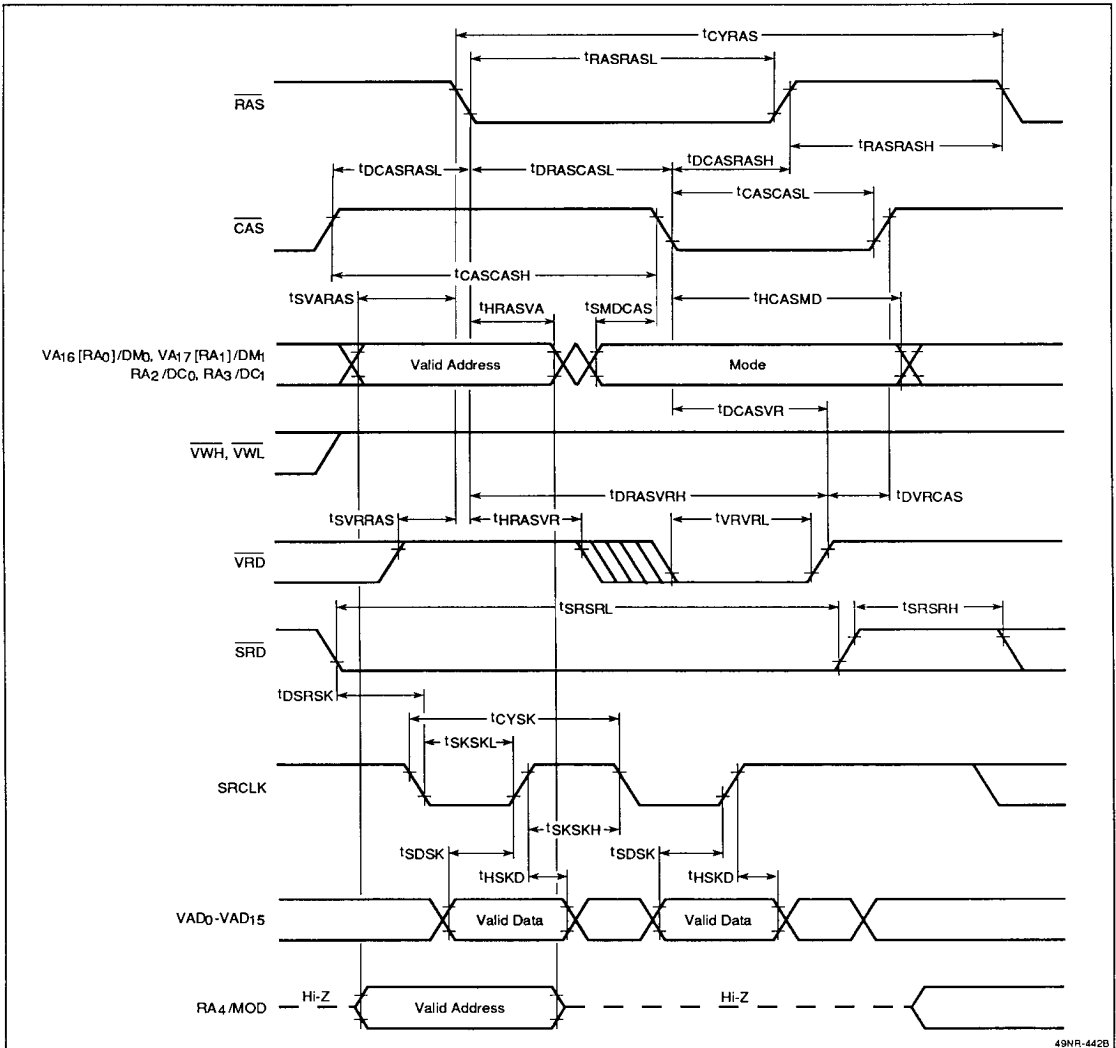 tCYRAS
tRASRASL
RAS
tRASRASH
tDCASRASL
tDRASCASL
tDCASRASH
tCASCASL
CAS
tCASCASH
tSVARAS
tHRASVA
tSMDCAS
tHCASMD
VA16 [RA0]/DM0, VA17 [RA1]/DM1
RA2 /DC0, RA3 /DC1
Valid Address
Mode
tDCASVR
VWH, VWL
tDRASVRH
tDVRCAS
tSVRRAS
tHRASVR
tVRVRL
VRD
tSRSRL
tSRSRH
SRD
tDSRSK
tCYSK
tSKSKL
SRCLK
tSKSKH
tSDSK
tSDSK
tHSKD
tHSKD
VAD0-VAD15
Valid Data
Valid Data
RA4/MOD
Hi-Z
Valid Address
Hi-Z
49NR-442B